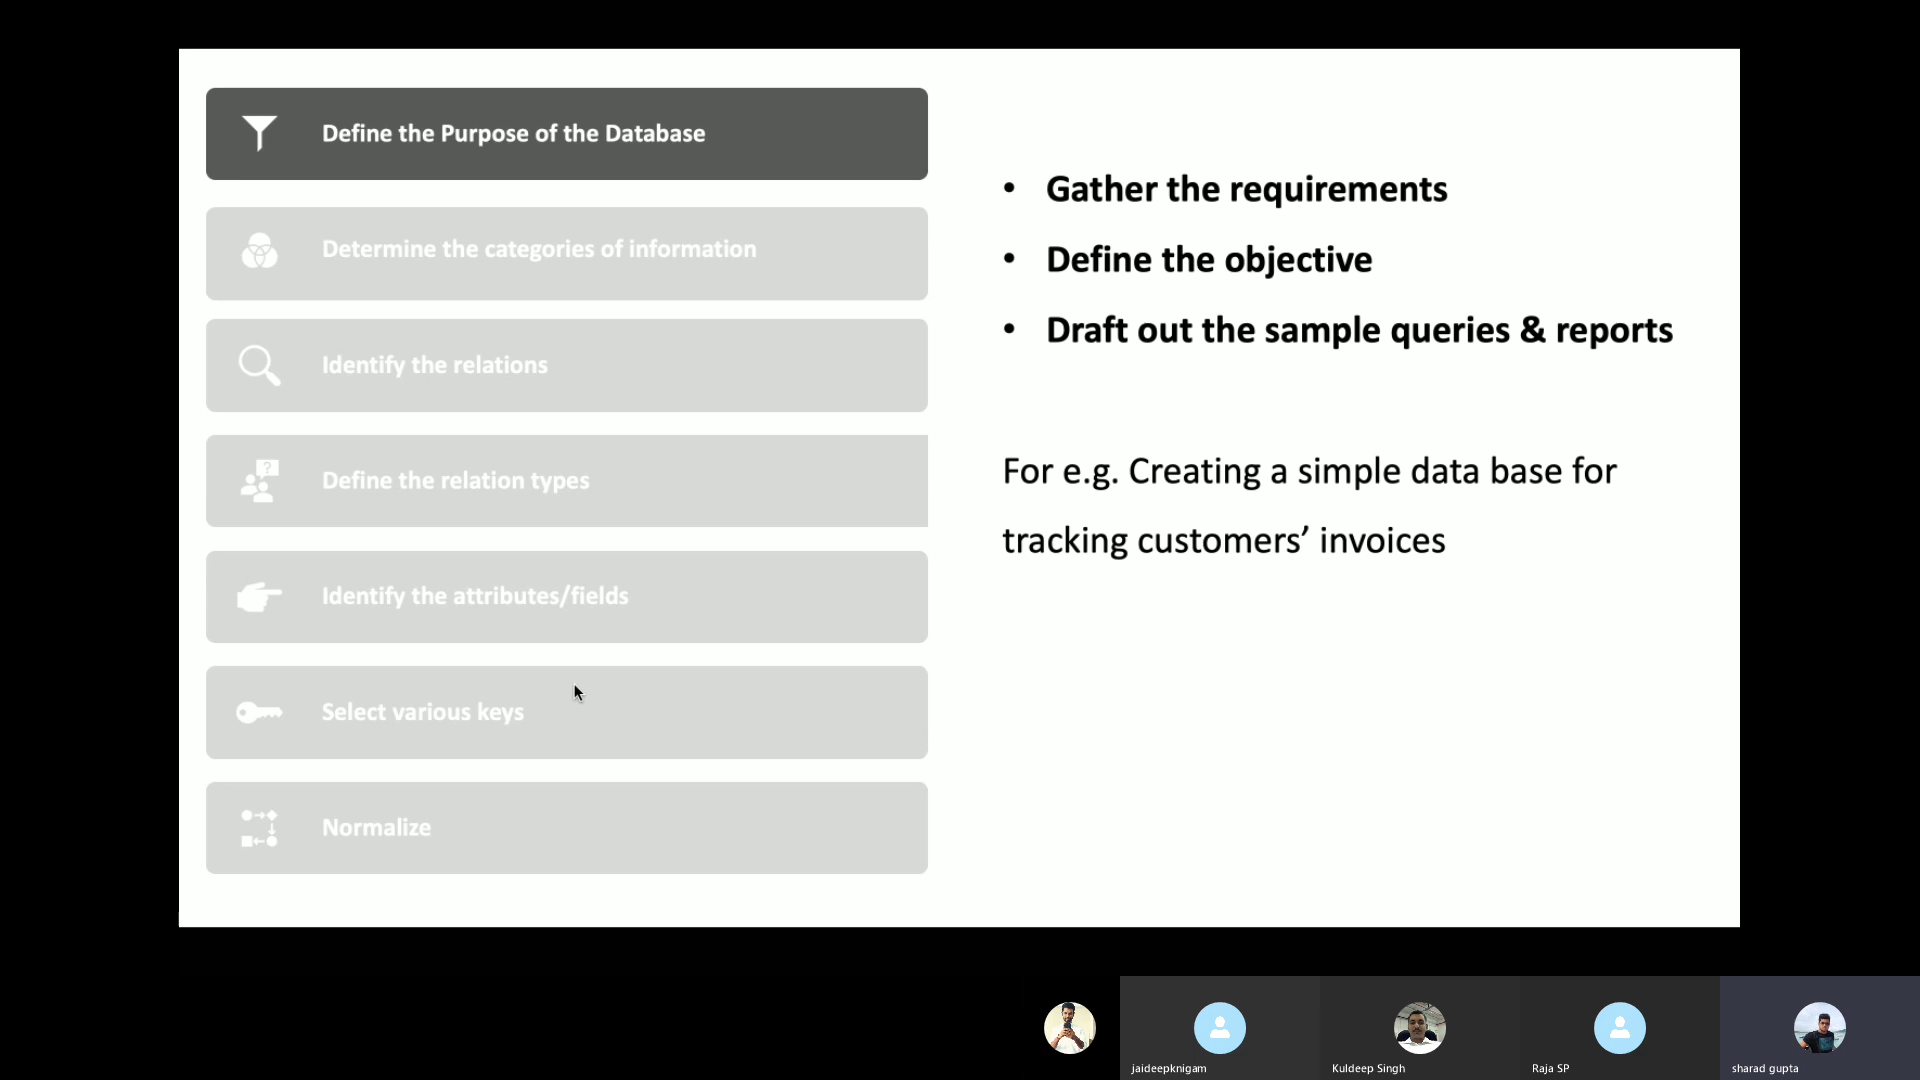 Define the Purpose of the Database
Determine the categories of information
Identify the relations
Define the relation types
?
Identify the attributes/fields
Select various keys
Normalize
• Gather the requirements
• Define the objective
• Draft out the sample queries & reports
For e.g. Creating a simple data base for
tracking customers’ invoices
jaideepknigam
Kuldeep Singh
Raja SP
sharad gupta